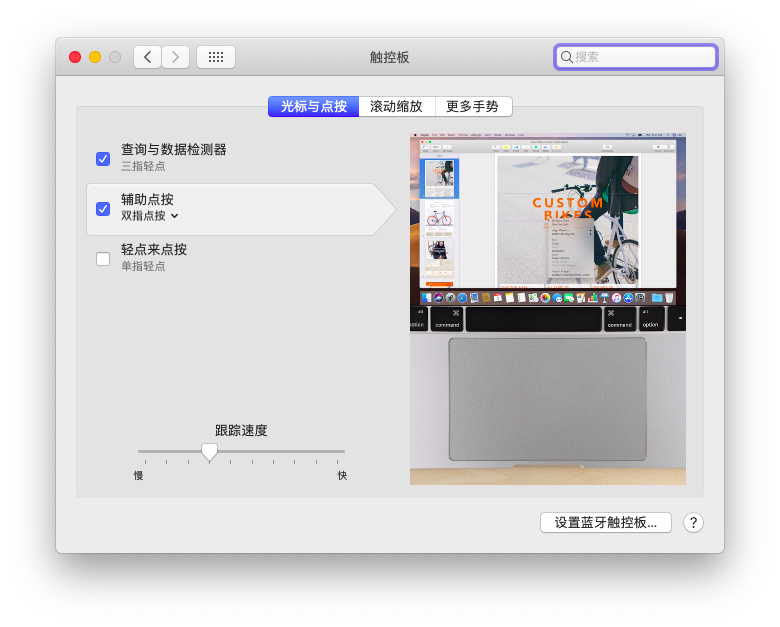 触控板
搜索
光标与点按
滚动缩放
更多手势
查询与数据检测器
三指轻点
辅助点按
双指点按
轻点来点按
单指轻点
CUSTOM
BIKES
⌘
command
⌘
command
option
跟踪速度
慢
快
设置蓝牙触控板...
?